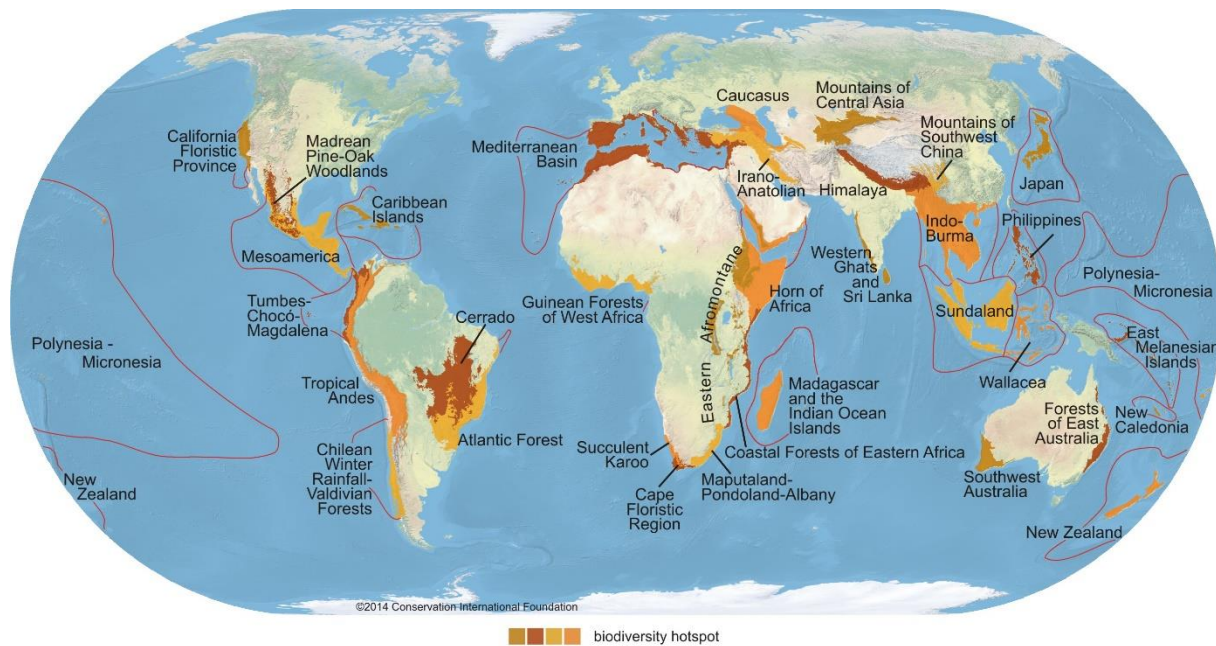 California
Floristic
Province
Madrean
Pine-Oak
Woodlands
Caribbean
Islands
Mesoamerica
Tumbes-
Chocó-
Magdalena
Polynesia -
Micronesia
Cerrado
Tropical
Andes
Atlantic Forest
Chilean
Winter
Rainfall-
Valdivian
Forests
New
Zealand
Mediterranean
Basin
Caucasus
Irano-
Anatolian
Mountains of
Central Asia
Mountains of
Southwest
China
Himalaya
Japan
Indo-
Burma
Philippines
Western
Ghats
and
Sri Lanka
Guinean Forests
of West Africa
Eastern Afromontane
Horn of
Africa
Madagascar
and the
Indian Ocean
Islands
Coastal Forests of Eastern Africa
Succulent
Karoo
Cape
Floristic
Region
Maputaland-
Pondoland-Albany
Sundaland
Wallacea
Polynesia-
Micronesia
East
Melanesian
Islands
New
Caledonia
Forests
of East
Australia
Southwest
Australia
New Zealand
©2014 Conservation International Foundation
biodiversity hotspot